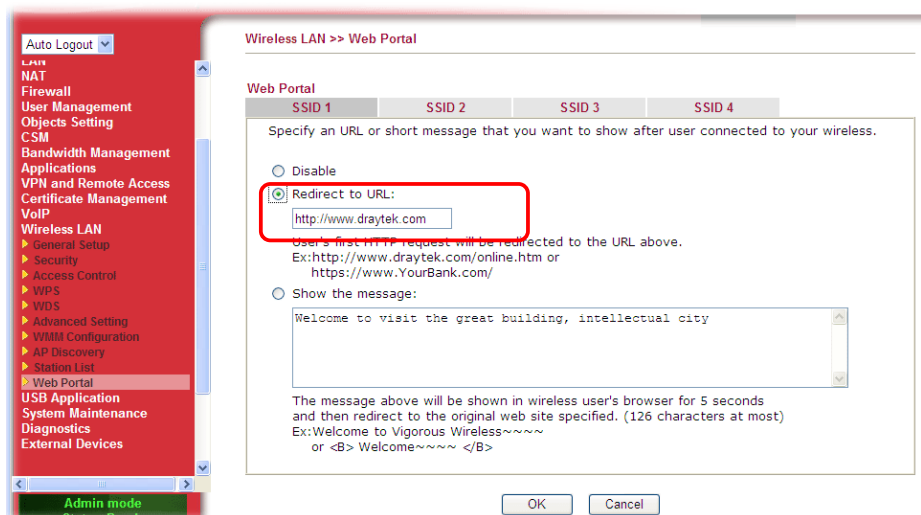 Auto Logout
LAN
NAT
Firewall
User Management
Objects Setting
CSM
Bandwidth Management
Applications
VPN and Remote Access
Certificate Management
VoIP
Wireless LAN
General Setup
Security
Access Control
WPS
WDS
Advanced Setting
WMM Configuration
AP Discovery
Station List
Web Portal
USB Application
System Maintenance
Diagnostics
External Devices
Admin mode
Wireless LAN >> Web Portal
Web Portal
SSID 1 SSID 2 SSID 3 SSID 4
Specify an URL or short message that you want to show after user connected to your wireless.
Disable
Redirect to URL:
http://www.draytek.com
User's first HTTP request will be redirected to the URL above.
Ex:http://www.draytek.com/online.htm or
https://www.YourBank.com/
Show the message:
Welcome to visit the great building, intellectual city
The message above will be shown in wireless user's browser for 5 seconds
and then redirect to the original web site specified. (126 characters at most)
Ex:Welcome to Vigorous Wireless~~~~
or <B> Welcome~~~~ </B>
OK Cancel